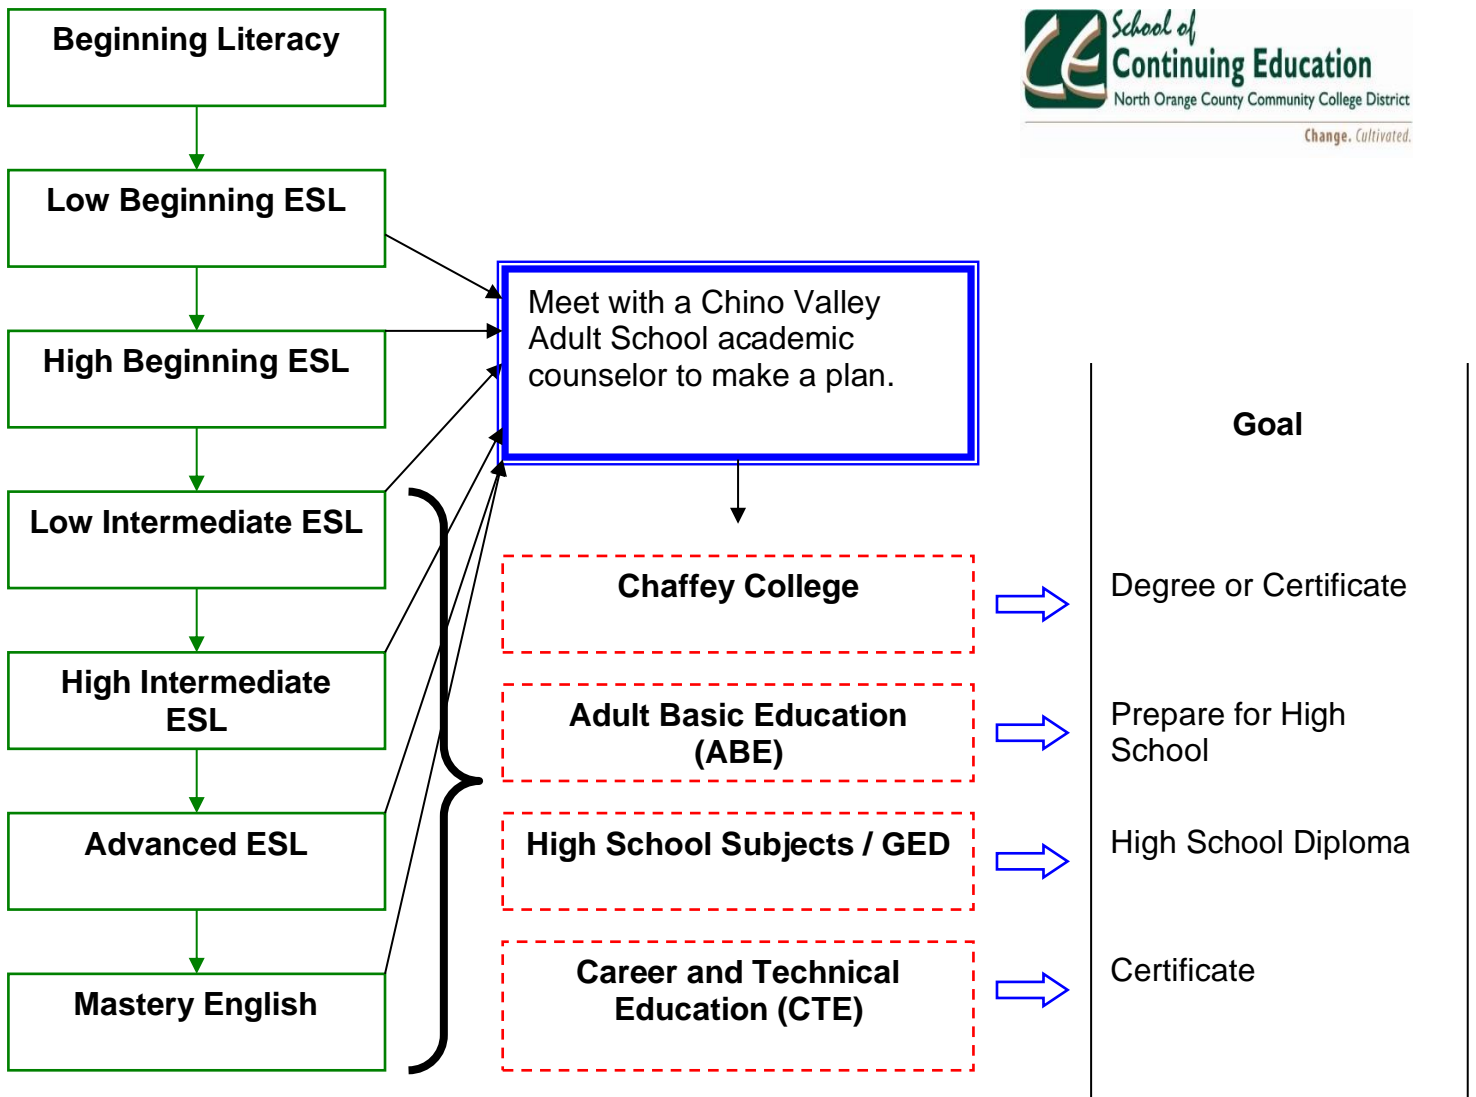 Beginning Literacy
School of
Continuing Education
North Orange County Community College District
Change. Cultivated.
Low Beginning ESL
High Beginning ESL
Low Intermediate ESL
High Intermediate
ESL
Advanced ESL
Mastery English
Meet with a Chino Valley
Adult School academic
counselor to make a plan.
Chaffey College
Adult Basic Education
(ABE)
High School Subjects / GED
Career and Technical
Education (CTE)
Goal
Degree or Certificate
Prepare for High
School
High School Diploma
Certificate